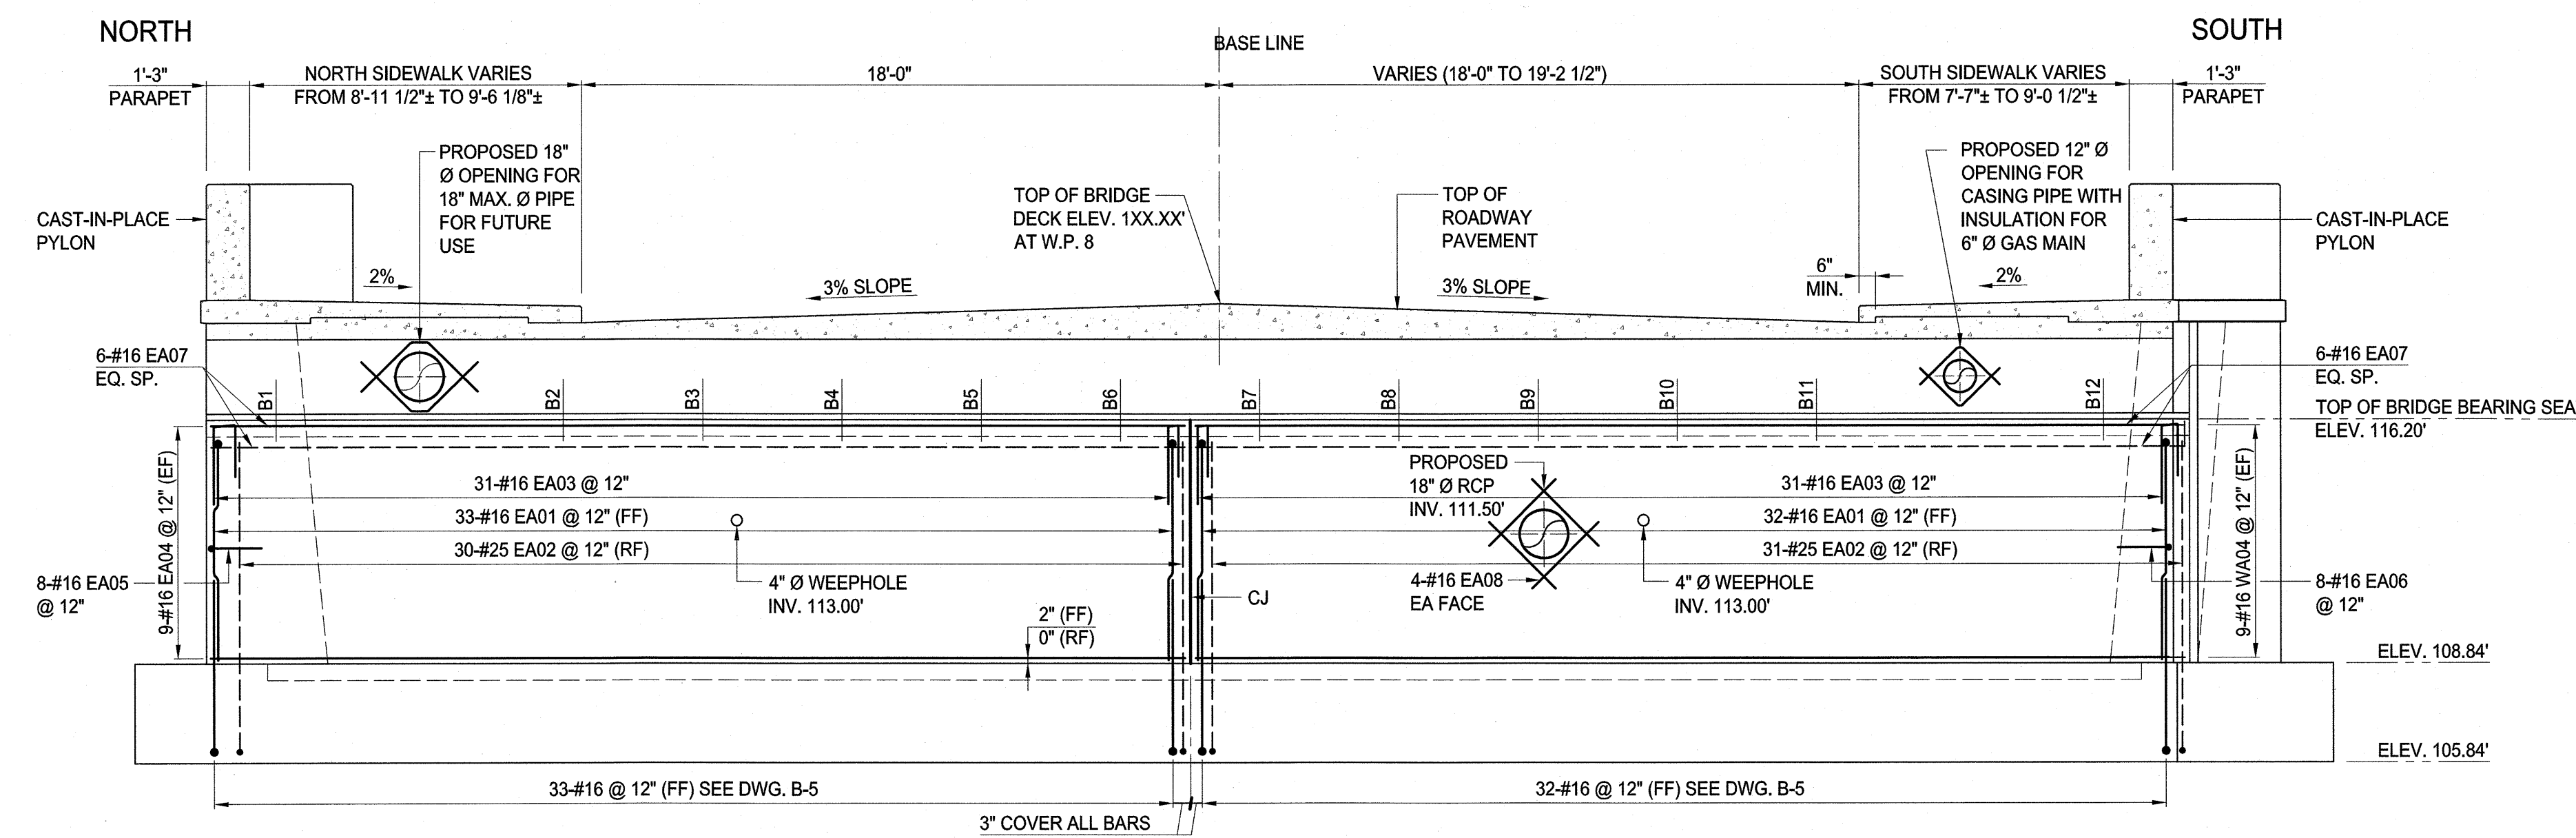 NORTH
SOUTH
BASE LINE
1'-3"
PARAPET
NORTH SIDEWALK VARIES
FROM 8'-11 1/2"± TO 9'-6 1/8"±
18'-0"
VARIES (18'-0" TO 19'-2 1/2")
SOUTH SIDEWALK VARIES
FROM 7'-7"± TO 9'-0 1/2"±
1'-3"
PARAPET
PROPOSED 18"
Ø OPENING FOR
18" MAX. Ø PIPE
FOR FUTURE
USE
TOP OF BRIDGE
DECK ELEV. 1XX.XX'
AT W.P. 8
TOP OF
ROADWAY
PAVEMENT
PROPOSED 12" Ø
OPENING FOR
CASING PIPE WITH
INSULATION FOR
6" Ø GAS MAIN
CAST-IN-PLACE
PYLON
CAST-IN-PLACE
PYLON
2%
3% SLOPE
3% SLOPE
6"
MIN.
2%
6-#16 EA07
EQ. SP.
6-#16 EA07
EQ. SP.
B1
B2
B3
B4
B5
B6
B7
B8
B9
B10
B11
B12
TOP OF BRIDGE BEARING SEA
ELEV. 116.20'
9-#16 EA04 @ 12" (EF)
31-#16 EA03 @ 12"
33-#16 EA01 @ 12" (FF)
30-#25 EA02 @ 12" (RF)
PROPOSED
18" Ø RCP
INV. 111.50'
31-#16 EA03 @ 12"
32-#16 EA01 @ 12" (FF)
31-#25 EA02 @ 12" (RF)
9-#16 WA04 @ 12" (EF)
8-#16 EA05
@ 12"
4" Ø WEEPHOLE
INV. 113.00'
2" (FF)
0" (RF)
CJ
4-#16 EA08
EA FACE
4" Ø WEEPHOLE
INV. 113.00'
8-#16 EA06
@ 12"
ELEV. 108.84'
ELEV. 105.84'
33-#16 @ 12" (FF) SEE DWG. B-5
32-#16 @ 12" (FF) SEE DWG. B-5
3" COVER ALL BARS